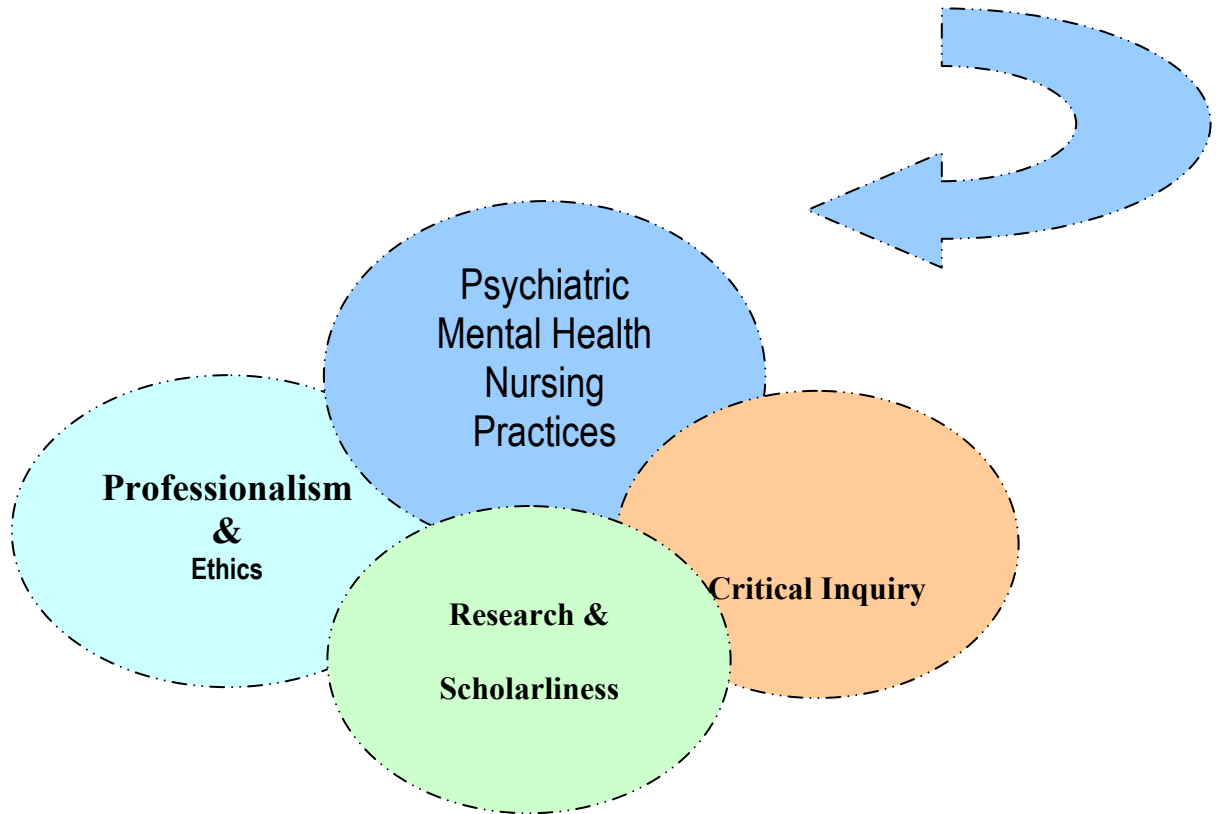 Psychiatric
Mental Health
Nursing
Practices
Professionalism
&
Ethics
Critical Inquiry
Research &
Scholarliness